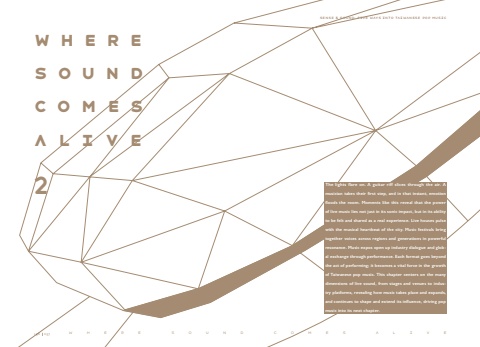 WHERE
SOUND
COMES
ALIVE
2
The lights flare on. A guitar riff slices through the air. A
musician takes their first step, and in that instant, emotion
floods the room. Moments like this reveal that the power
of live music lies not just in its sonic impact, but in its ability
to be felt and shared as a real experience. Live houses pulse
with the musical heartbeat of the city. Music festivals bring
together voices across regions and generations in powerful
resonance. Music expos open up industry dialogue and glob-
al exchange through performances. Each format goes beyond
the act of performing; it becomes a vital force in the growth
of Taiwanese pop music. This chapter centers on the many
dimensions of live sound, from stages and venues to indus-
try platforms, revealing how music takes place and expands,
and continues to shape and extend its influence, driving pop
music into its next chapter.
WHERE SOUND COMES ALIVE